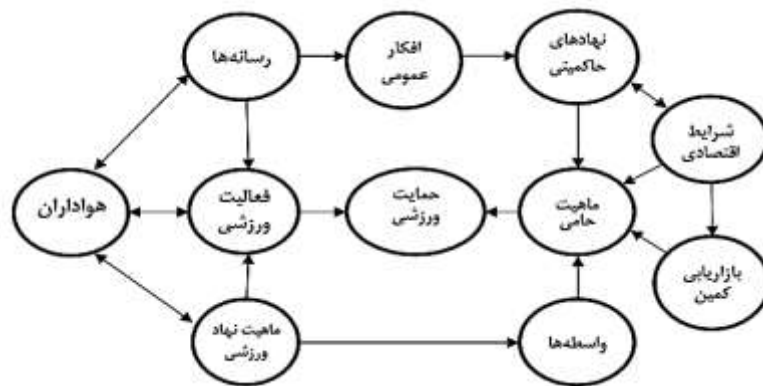 رسانه‌ها
افکار
عمومی
نهادهای
حاکمیتی
شرایط
اقتصادی
هواداران
فعالیت
ورزشی
حمایت
ورزشی
ماهیت
حامی
بازاریابی
کمین
ماهیت نهاد
ورزشی
واسطه‌ها